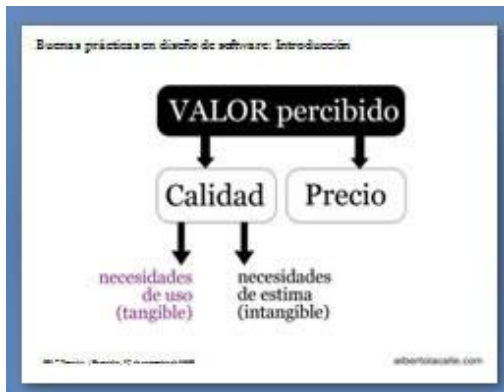 Buenas prácticas en diseño de software: Introducción
VALOR percibido
Calidad
Precio
necesidades
de uso
(tangible)
necesidades
de estima
(intangible)
albertolacalle.com